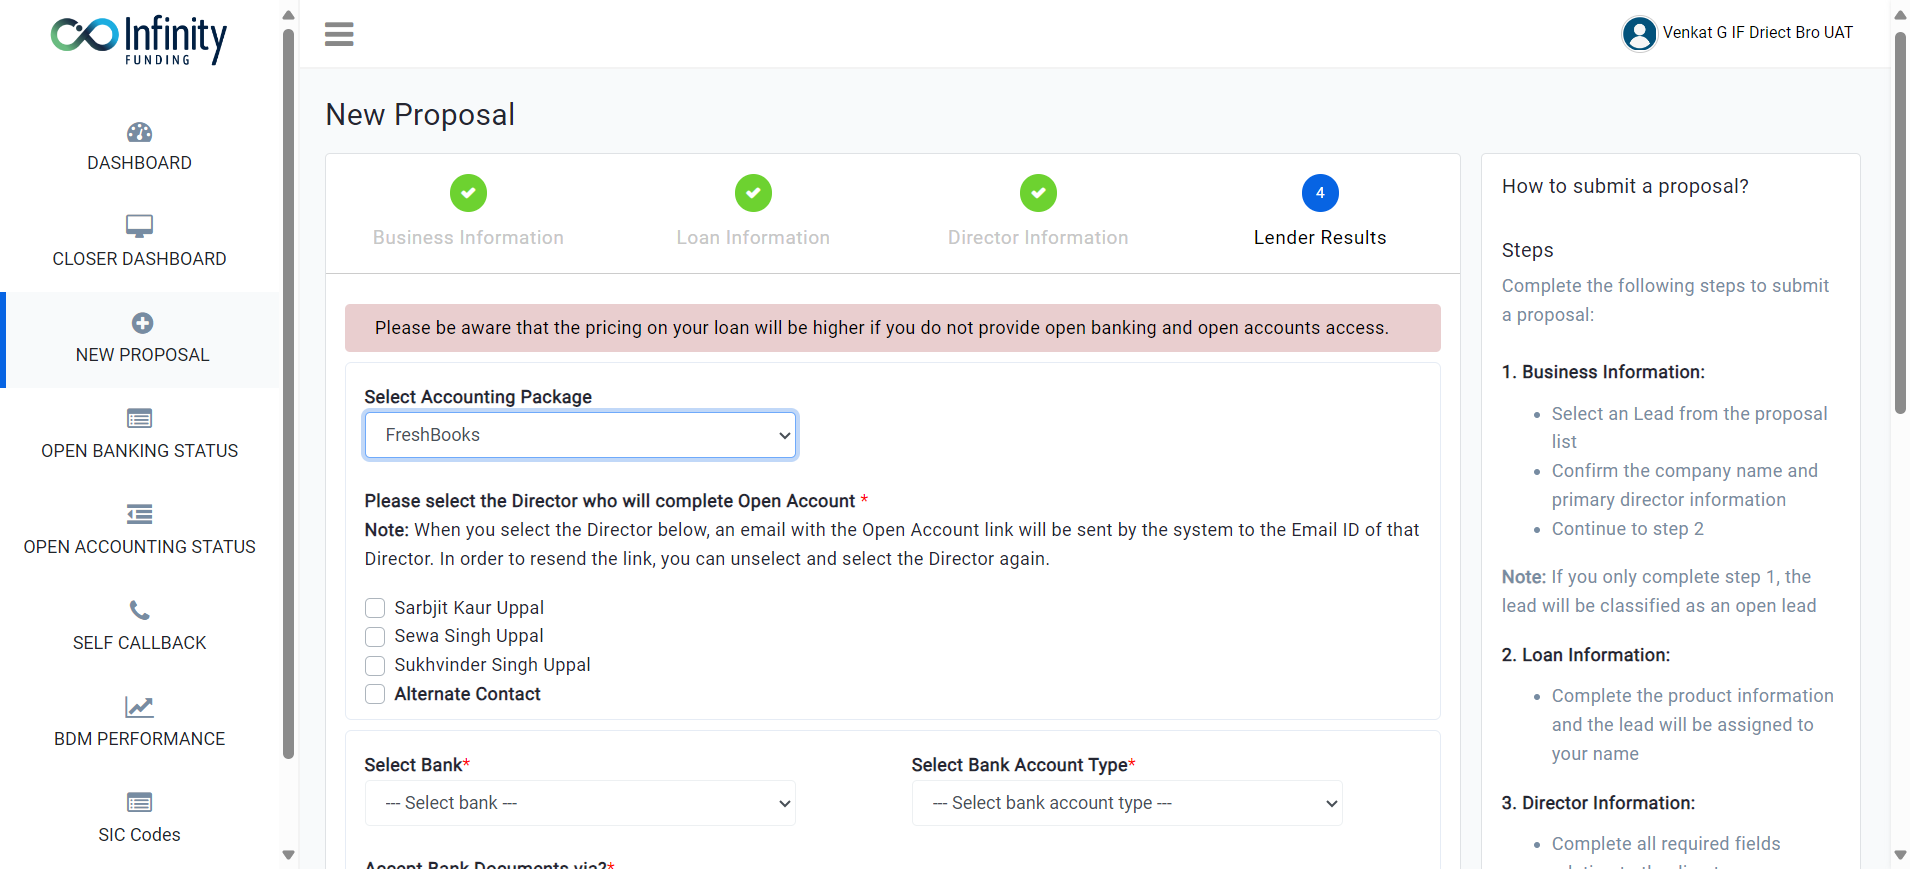 Infinity
FUNDING
DASHBOARD
CLOSER DASHBOARD
NEW PROPOSAL
OPEN BANKING STATUS
OPEN ACCOUNTING STATUS
SELF CALLBACK
BDM PERFORMANCE
SIC Codes
Venkat G IF Driect Bro UAT
New Proposal
Business Information
Loan Information
Director Information
4
Lender Results
Please be aware that the pricing on your loan will be higher if you do not provide open banking and open accounts access.
Select Accounting Package
FreshBooks
Please select the Director who will complete Open Account *
Note: When you select the Director below, an email with the Open Account link will be sent by the system to the Email ID of that
Director. In order to resend the link, you can unselect and select the Director again.
Sarbjit Kaur Uppal
Sewa Singh Uppal
Sukhvinder Singh Uppal
Alternate Contact
Select Bank*
--- Select bank ---
Select Bank Account Type*
--- Select bank account type ---
Accept Bank Documents via?*
How to submit a proposal?
Steps
Complete the following steps to submit
a proposal:
1. Business Information:
Select an Lead from the proposal
list
Confirm the company name and
primary director information
Continue to step 2
Note: If you only complete step 1, the
lead will be classified as an open lead
2. Loan Information:
Complete the product information
and the lead will be assigned to
your name
3. Director Information:
Complete all required fields